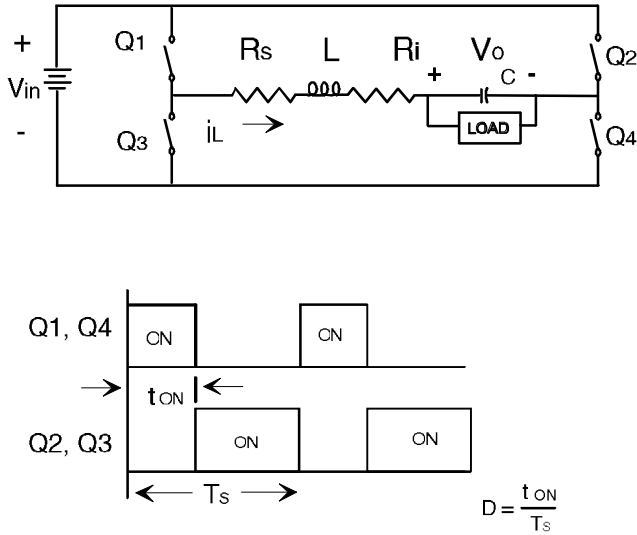 +
Vin
-
Q1
Q3
Rs
L
Ri
Vo
+
C
-
LOAD
iL
Q2
Q4
Q1, Q4
ON
ON
tON
Q2, Q3
ON
ON
Ts
D = tON
Ts